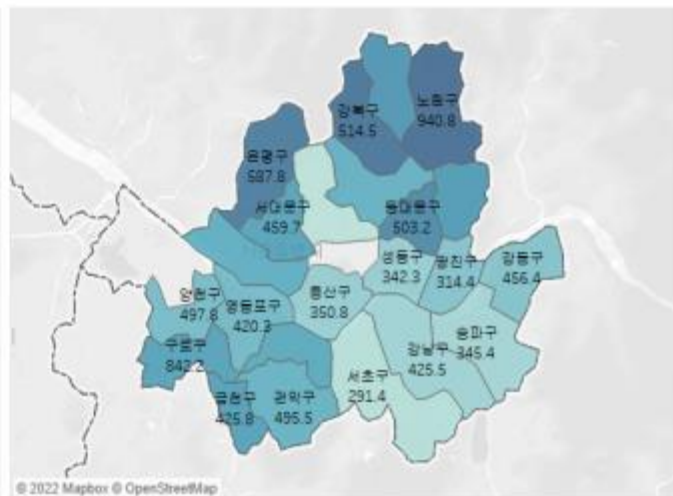 노원구
940.8
강북구
514.5
은평구
587.8
서대문구
459.7
동대문구
503.2
성동구
342.3
광진구
314.4
강동구
456.4
양천구
497.8
영등포구
420.3
용산구
350.8
구로구
842.2
강남구
425.5
송파구
345.4
서초구
291.4
금천구
425.8
관악구
495.5
© 2022 Mapbox © OpenStreetMap